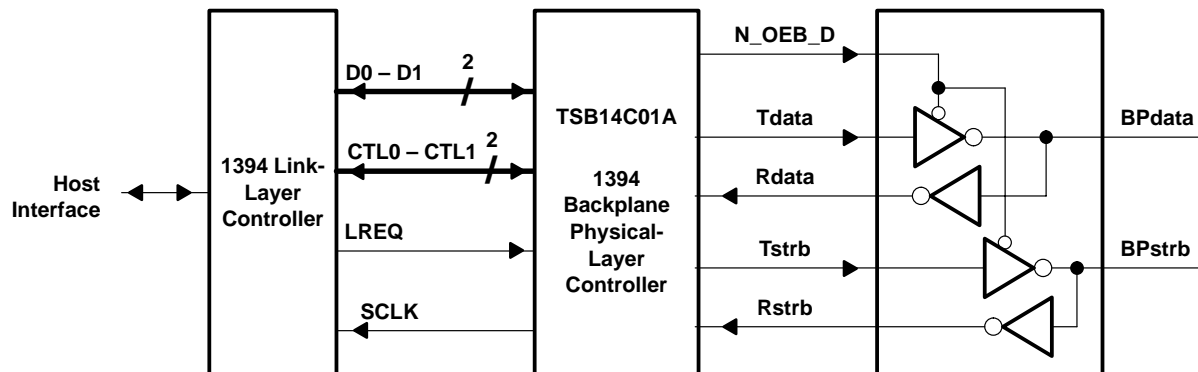 Host
Interface
1394 Link-
Layer
Controller
D0 – D1
2
CTL0 – CTL1
2
LREQ
SCLK
TSB14C01A
1394
Backplane
Physical-
Layer
Controller
N_OEB_D
Tdata
Rdata
Tstrb
Rstrb
BPdata
BPstrb